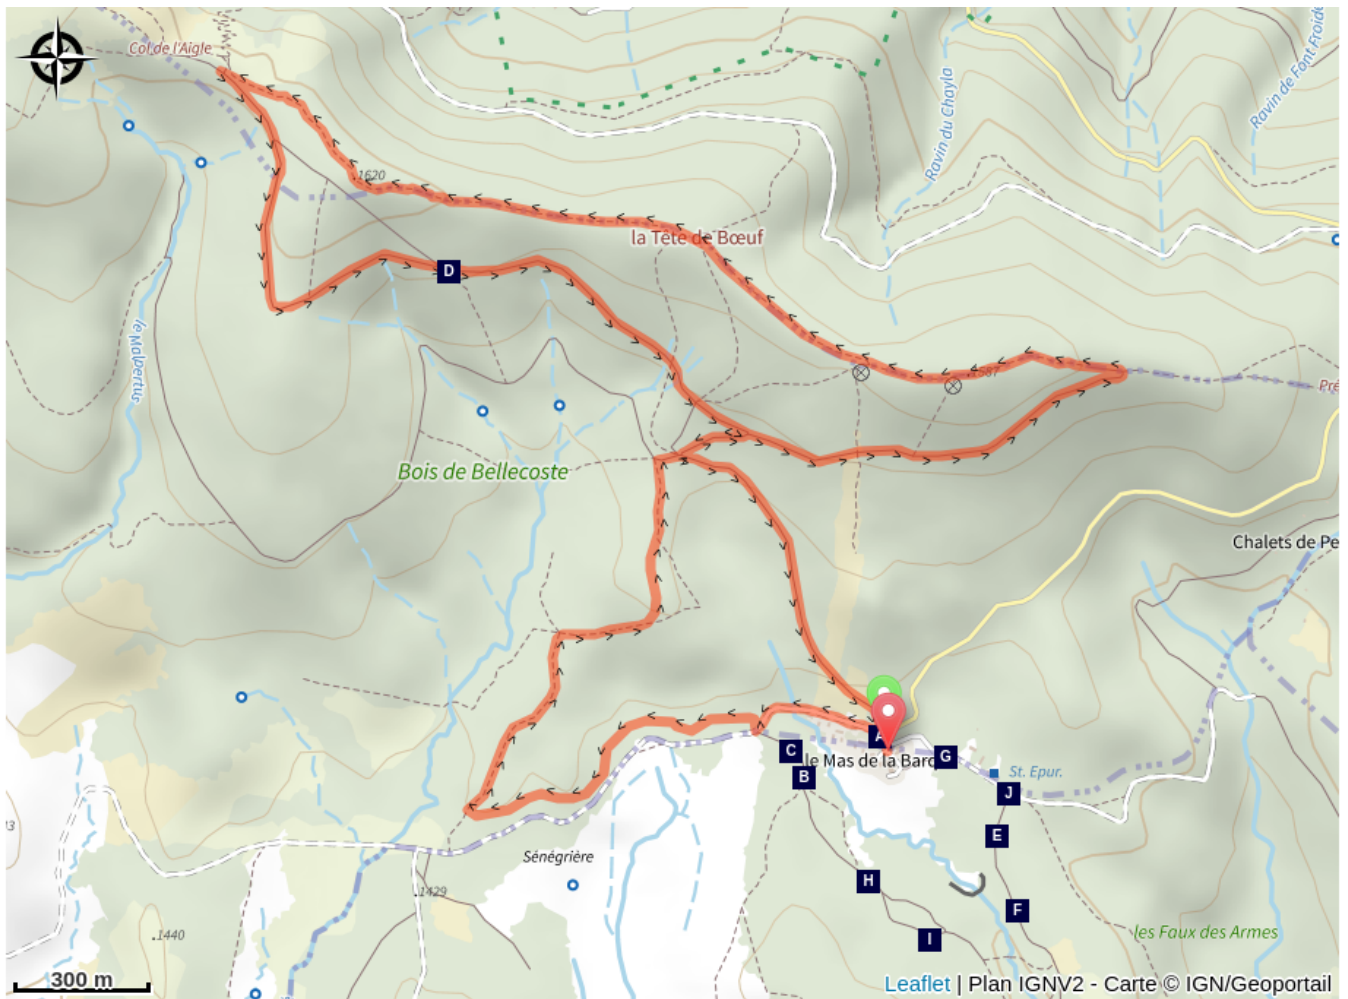 Col de l'Aigle
Ravin du Chayla
Ravin de Font Froide
.1620
la Tête de Bœuf
D
le Malpertus
.1587
Pré
Bois de Bellecoste
Chalets de Pe
A
C
le Mas de la Barq
G
B
St. Epur.
J
E
Sénégrière
H
.1429
F
les Faux des Armes
I
.1440
300 m
Leaflet | Plan IGNV2 - Carte © IGN/Geoportail